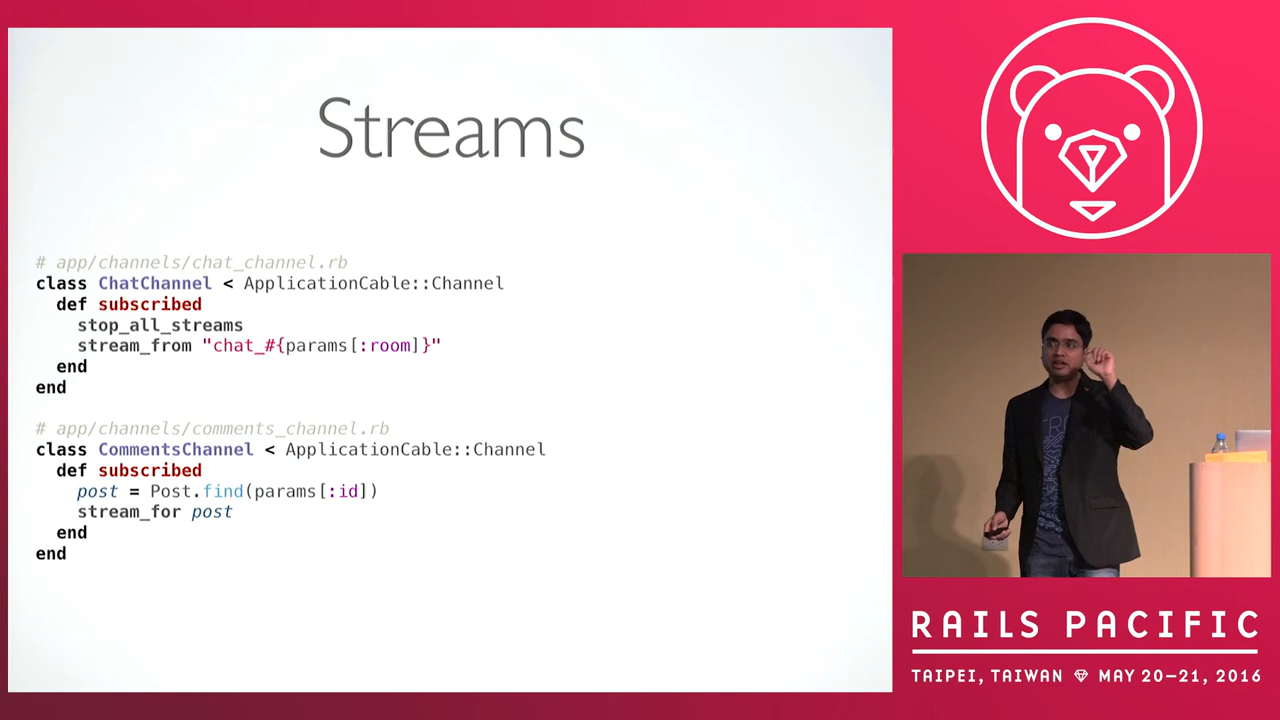 Streams
# app/channels/chat_channel.rb
class ChatChannel < ApplicationCable::Channel
  def subscribed
    stop_all_streams
    stream_from "chat_#{params[:room]}"
  end
end
# app/channels/comments_channel.rb
class CommentsChannel < ApplicationCable::Channel
  def subscribed
    post = Post.find(params[:id])
    stream_for post
  end
end
RAILS PACIFIC
TAIPEI, TAIWAN MAY 20–21, 2016